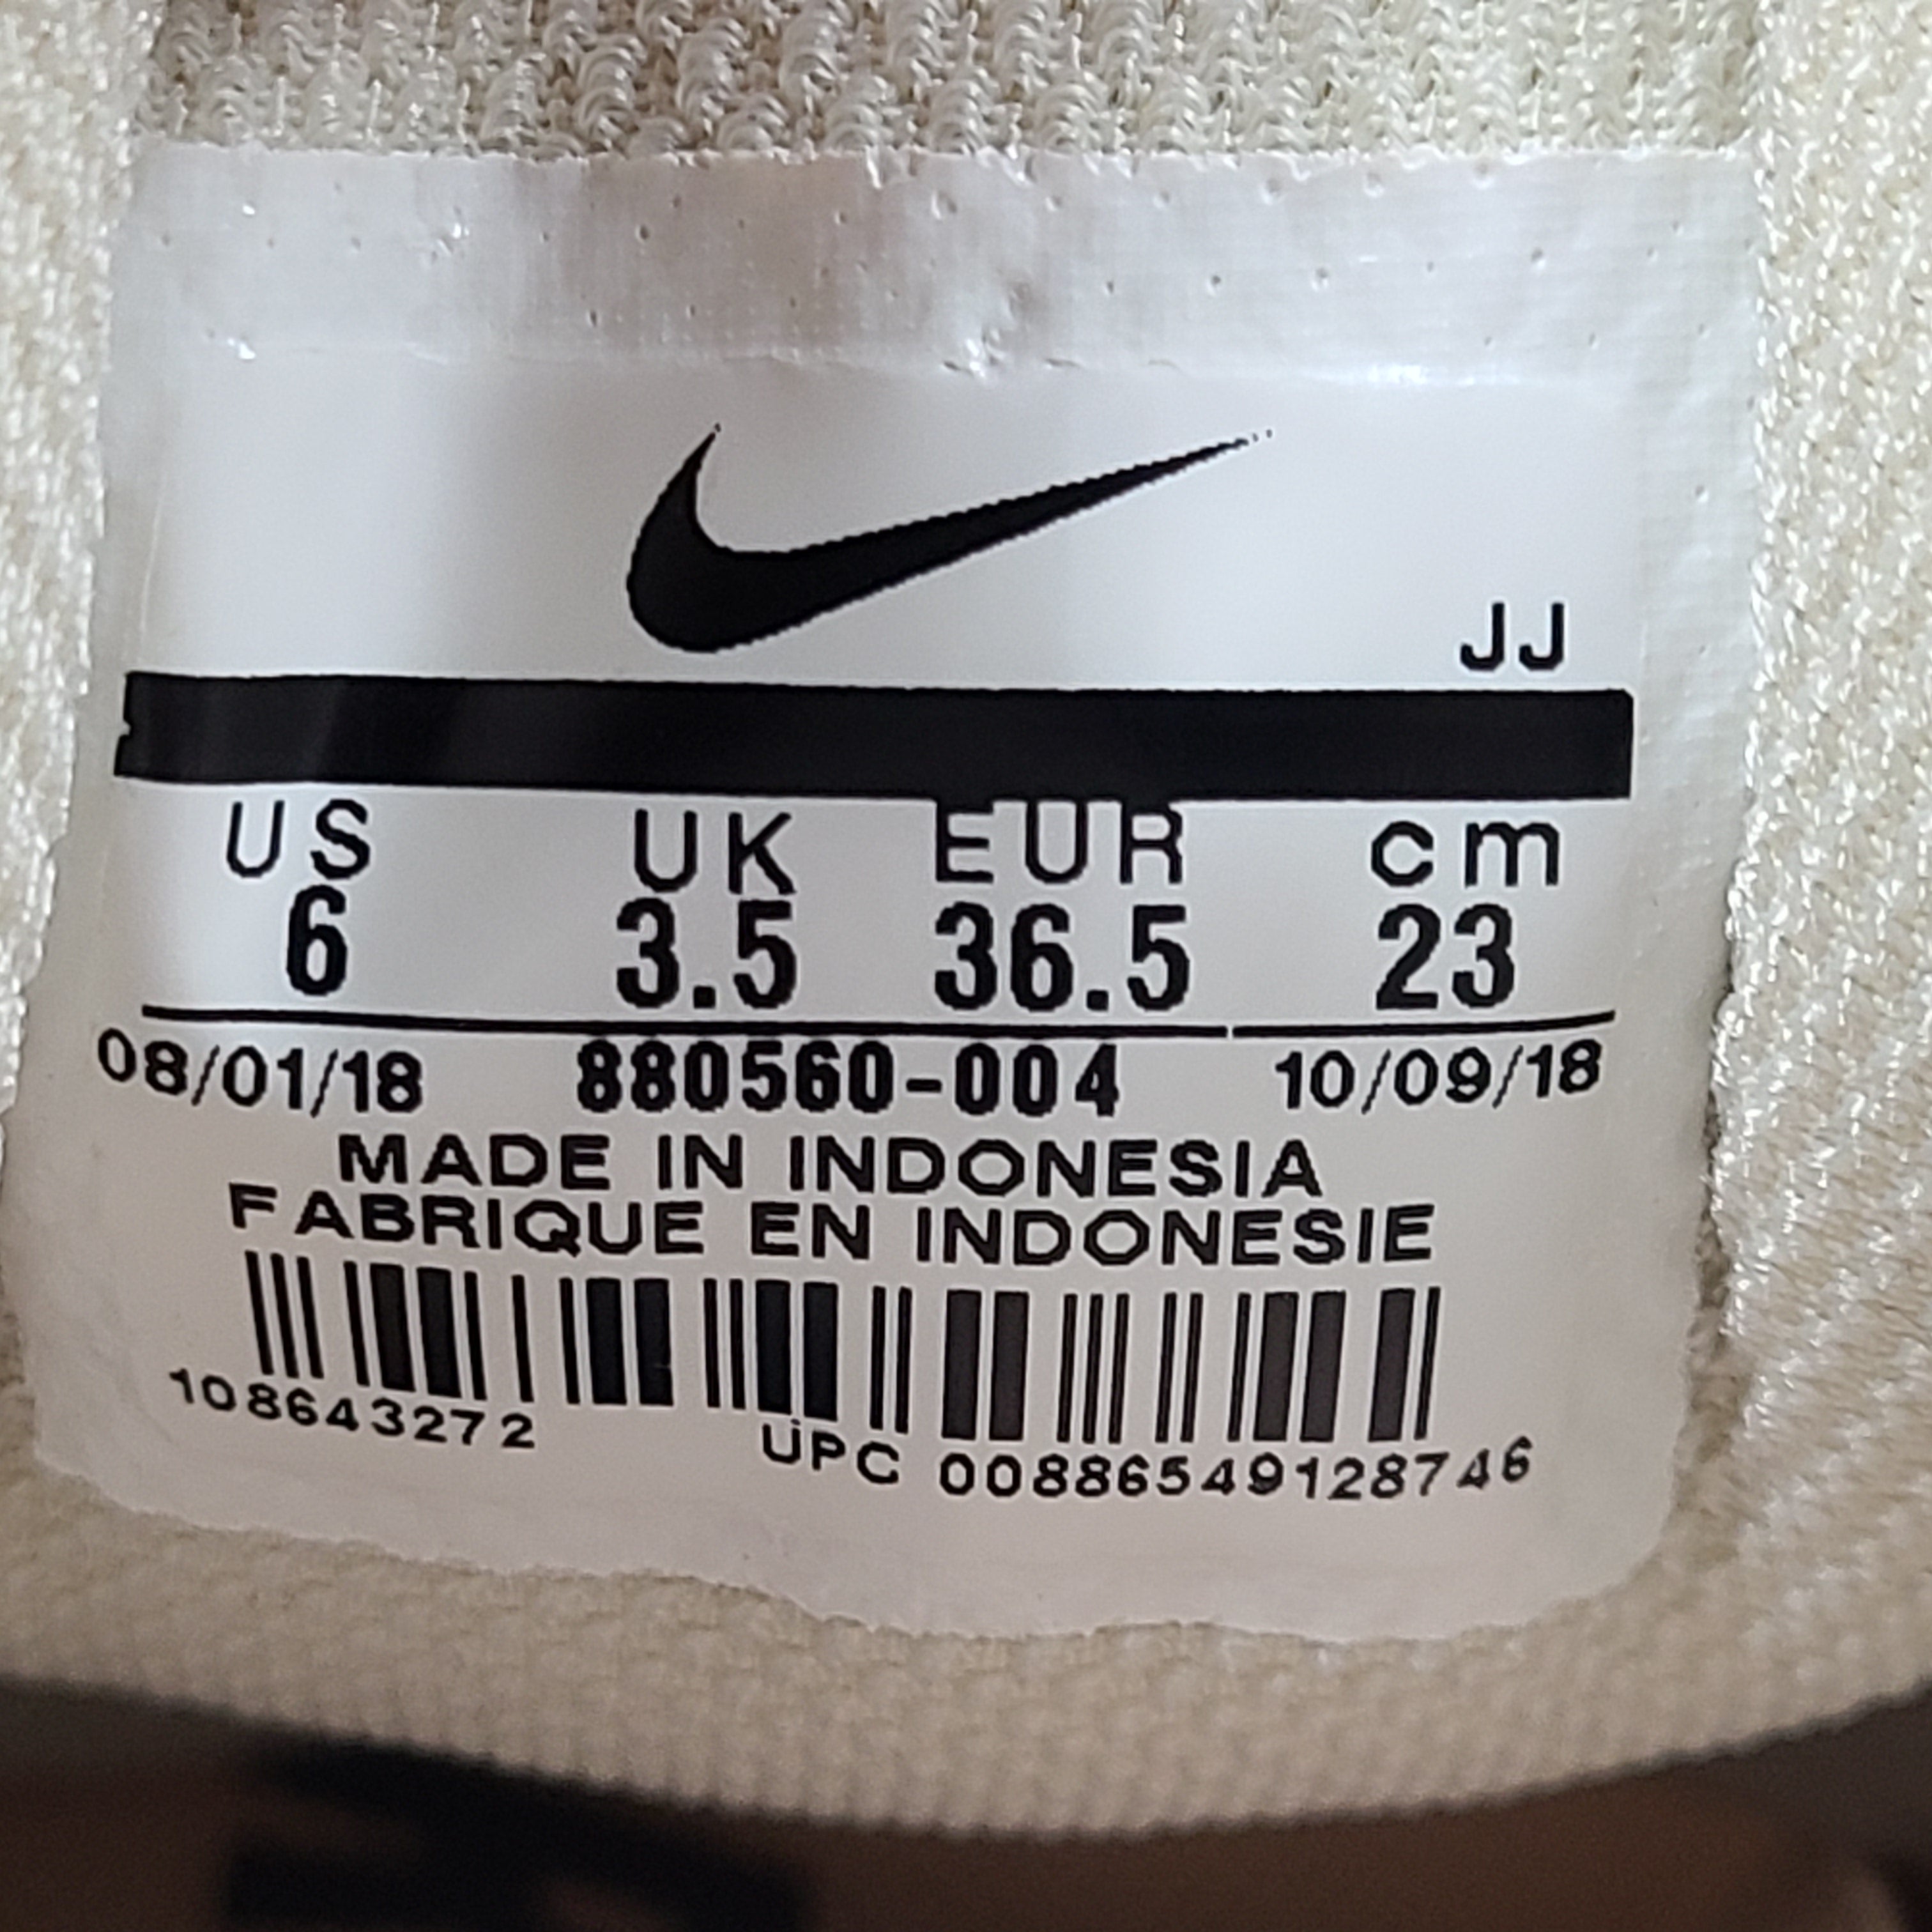 JJ
US UK EUR cm
6 3.5 36.5 23
08/01/18 880560-004 10/09/18
MADE IN INDONESIA
FABRIQUE EN INDONESIE
108643272 UPC 00886549128746